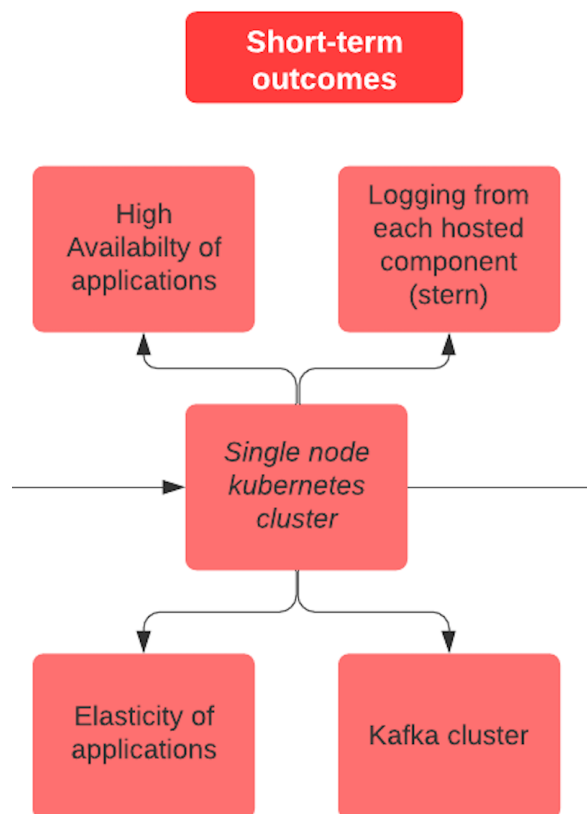 Short-term
outcomes
High
Availabilty of
applications
Logging from
each hosted
component
(stern)
Single node
kubernetes
cluster
Elasticity of
applications
Kafka cluster